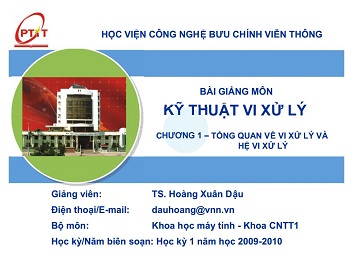 PTIT
HỌC VIỆN CÔNG NGHỆ BƯU CHÍNH VIỄN THÔNG
BÀI GIẢNG MÔN
KỸ THUẬT VI XỬ LÝ
CHƯƠNG 1 – TỔNG QUAN VỀ VI XỬ LÝ VÀ
HỆ VI XỬ LÝ
Giảng viên: TS. Hoàng Xuân Dậu
Điện thoại/E-mail: dauhoang@vnn.vn
Bộ môn: Khoa học máy tính - Khoa CNTT1
Học kỳ/Năm biên soạn: Học kỳ 1 năm học 2009-2010